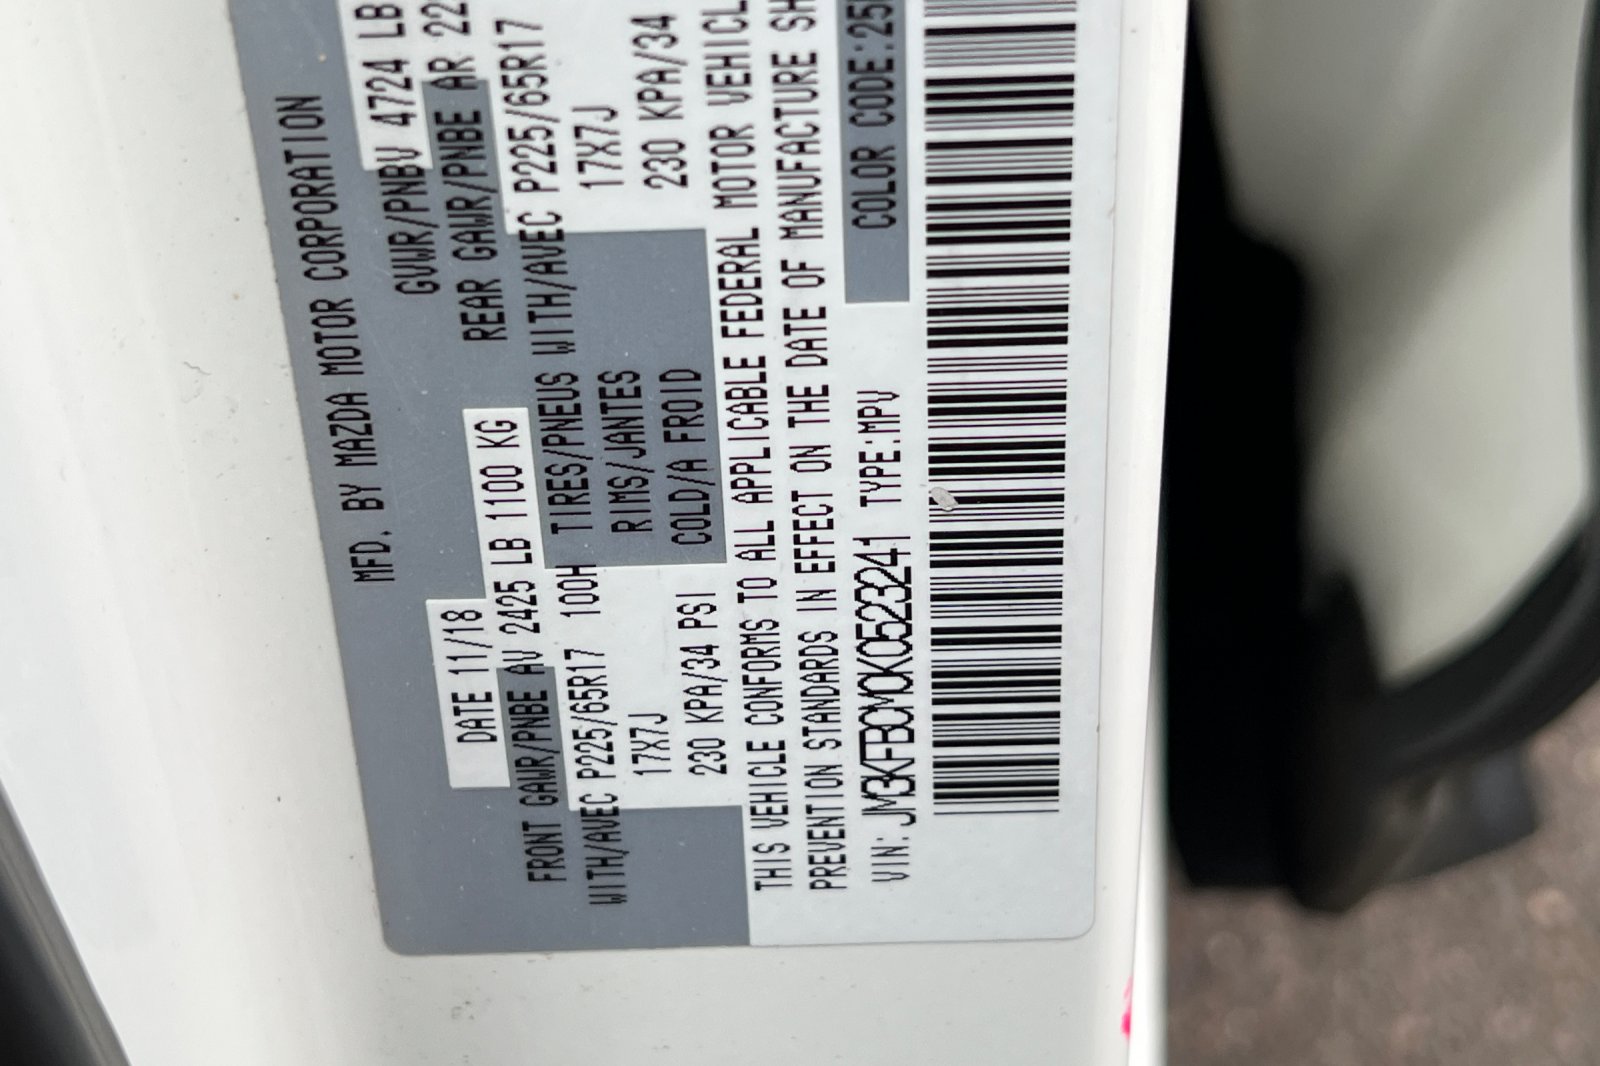 MFD. BY MAZDA MOTOR CORPORATION
DATE 11/18
GVWR/PNBV 4724 LB
FRONT GAWR/PNBE AV 2425 LB 1100 KG
REAR GAWR/PNBE AR 22
WITH/AVEC P225/65R17 100H TIRES/PNEUS WITH/AVEC P225/65R17
17X7J RIMS/JANTES 17X7J
230 KPA/34 PSI COLD/A FROID 230 KPA/34
THIS VEHICLE CONFORMS TO ALL APPLICABLE FEDERAL MOTOR VEHICL
PREVENTION STANDARDS IN EFFECT ON THE DATE OF MANUFACTURE SH
VIN: JM3KFBCM0K0523241 TYPE:MPV COLOR CODE:25